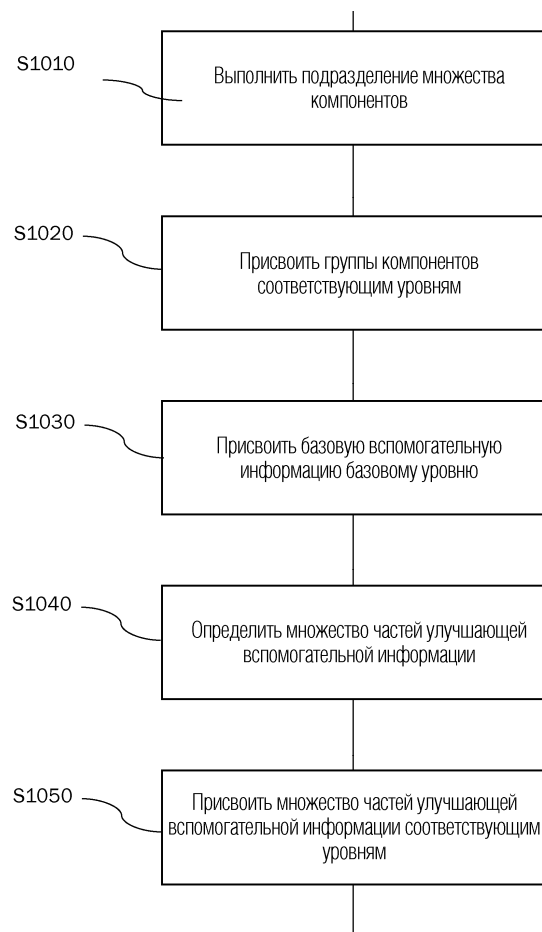 S1010
Выполнить подразделение множества
компонентов
S1020
Присвоить группы компонентов
соответствующим уровням
S1030
Присвоить базовую вспомогательную
информацию базовому уровню
S1040
Определить множество частей улучшающей
вспомогательной информации
S1050
Присвоить множество частей улучшающей
вспомогательной информации соответствующим
уровням